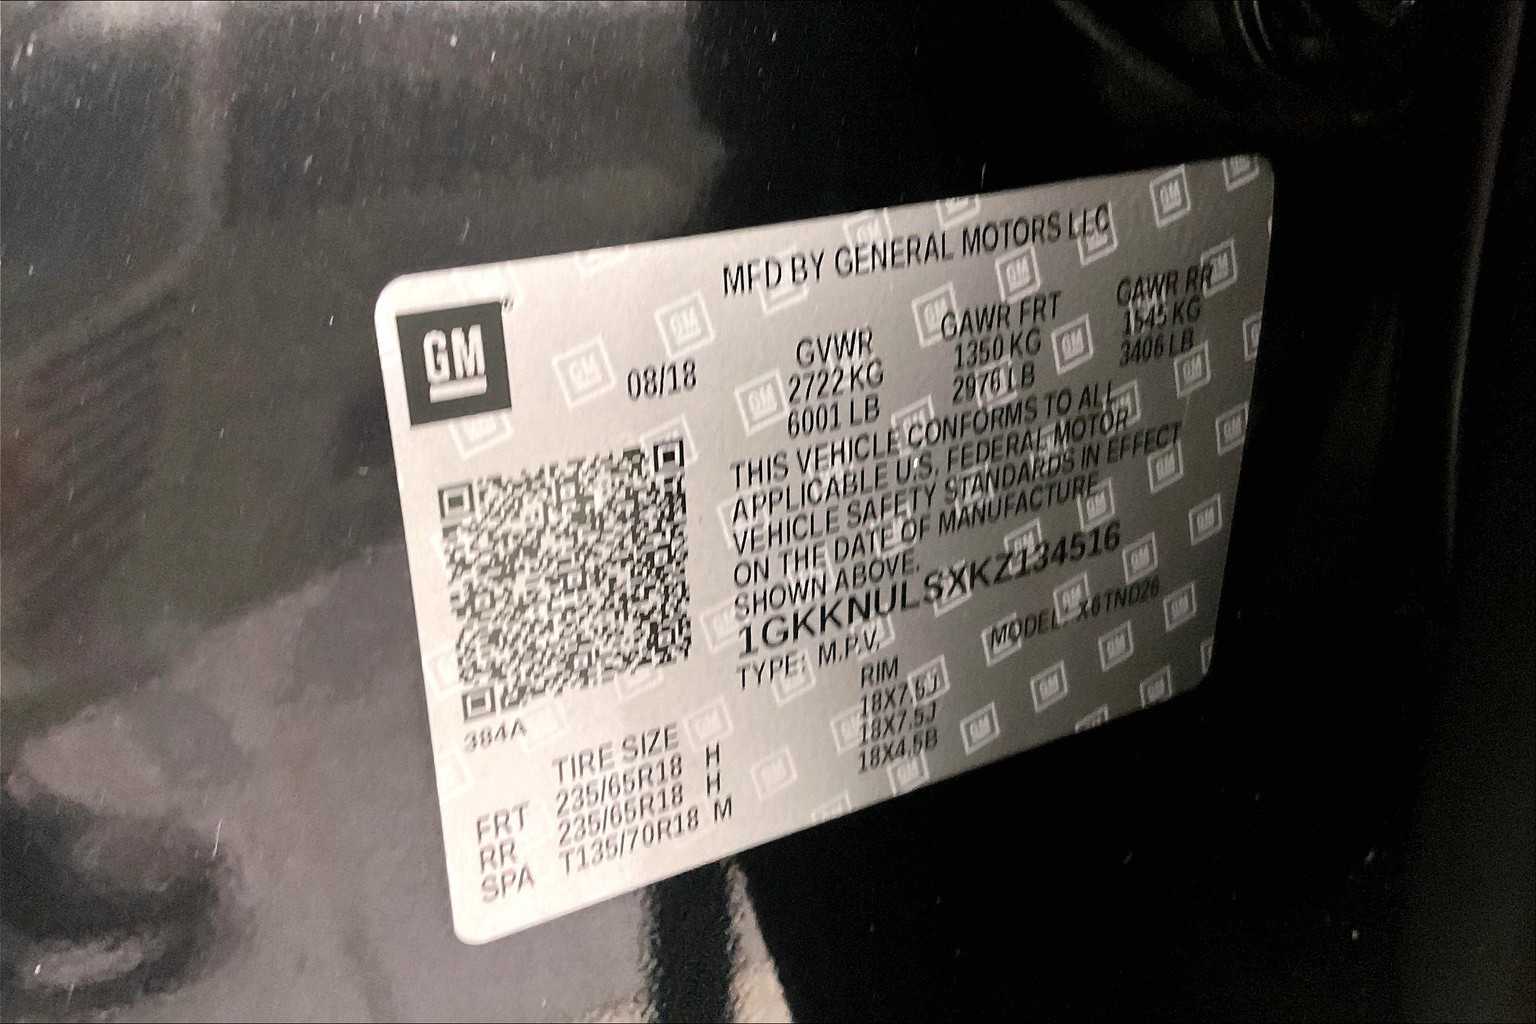 MFD BY GENERAL MOTORS LLC
GM
08/18
GVWR GAWR FRT GAWR RR
2722 KG 1350 KG 1545 KG
6001 LB 2976 LB 3406 LB
THIS VEHICLE CONFORMS TO ALL
APPLICABLE U.S. FEDERAL MOTOR
VEHICLE SAFETY STANDARDS IN EFFECT
ON THE DATE OF MANUFACTURE
SHOWN ABOVE.
1GKKNULSXKZ134516
TYPE: M.P.V. MODEL: X6TND26
384A
TIRE SIZE RIM
FRT 235/65R18 H 18X7.5J
RR 235/65R18 H 18X7.5J
SPA T135/70R18 M 18X4.5B